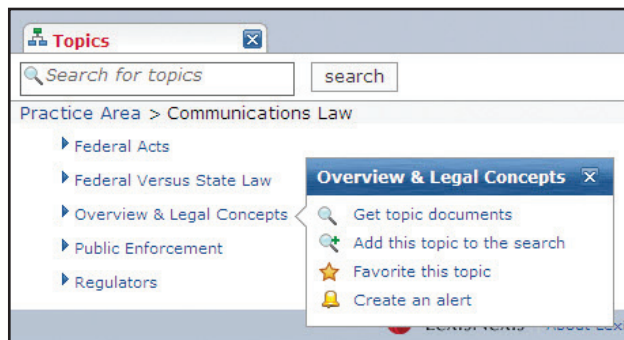 Topics
Search for topics
search
Practice Area > Communications Law
Federal Acts
Federal Versus State Law
Overview & Legal Concepts
Public Enforcement
Regulators
Overview & Legal Concepts
Get topic documents
Add this topic to the search
Favorite this topic
Create an alert